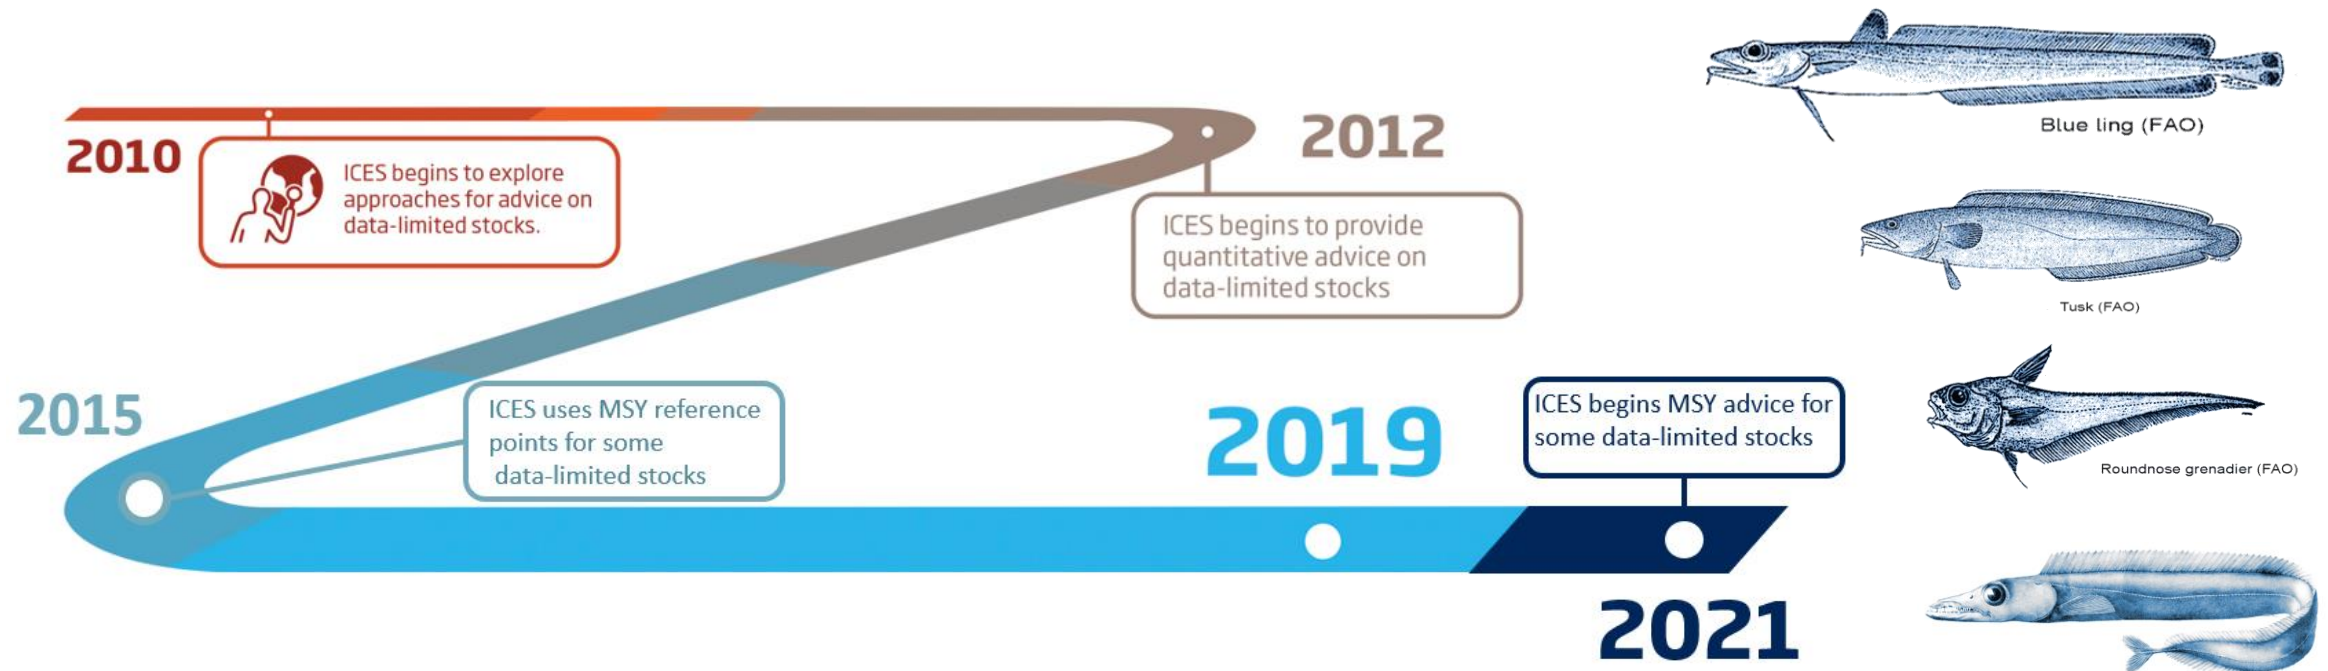 2010
ICES begins to explore
approaches for advice on
data-limited stocks.
2012
ICES begins to provide
quantitative advice on
data-limited stocks
2015
ICES uses MSY reference
points for some
data-limited stocks
2019
ICES begins MSY advice for
some data-limited stocks
2021
Blue ling (FAO)
Tusk (FAO)
Roundnose grenadier (FAO)